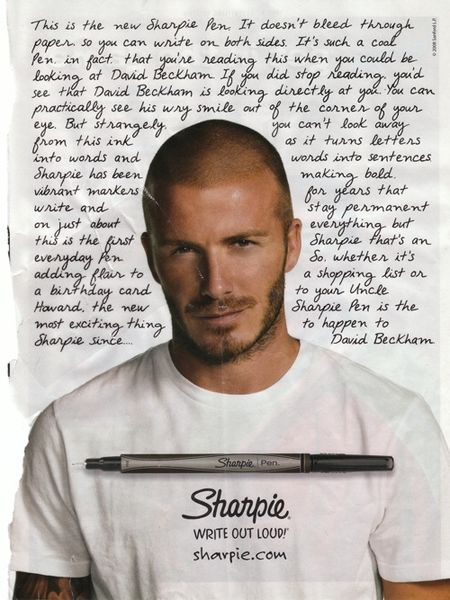 This is the new Sharpie Pen. It doesn't bleed through
paper, so you can write on both sides. It's such a cool
Pen, in fact, that you're reading this when you could be
looking at David Beckham. If you did stop reading, you'd
see that David Beckham is looking directly at you. You can
practically see his wry smile out of the corner of your
eye. But strangely, you can't look away
from this ink as it turns letters
into words and words into sentences.
Sharpie has been making bold,
vibrant markers for years that
write and stay permanent
on just about everything but
this is the first Sharpie that's an
everyday Pen. So, whether it's
adding flair to a shopping list or
a birthday card to your Uncle
Havard, the new Sharpie Pen is the
most exciting thing to happen to
Sharpie since.... David Beckham.
© 2008 Sanford L.P.
Sharpie. Pen.
Sharpie.
WRITE OUT LOUD!
sharpie.com